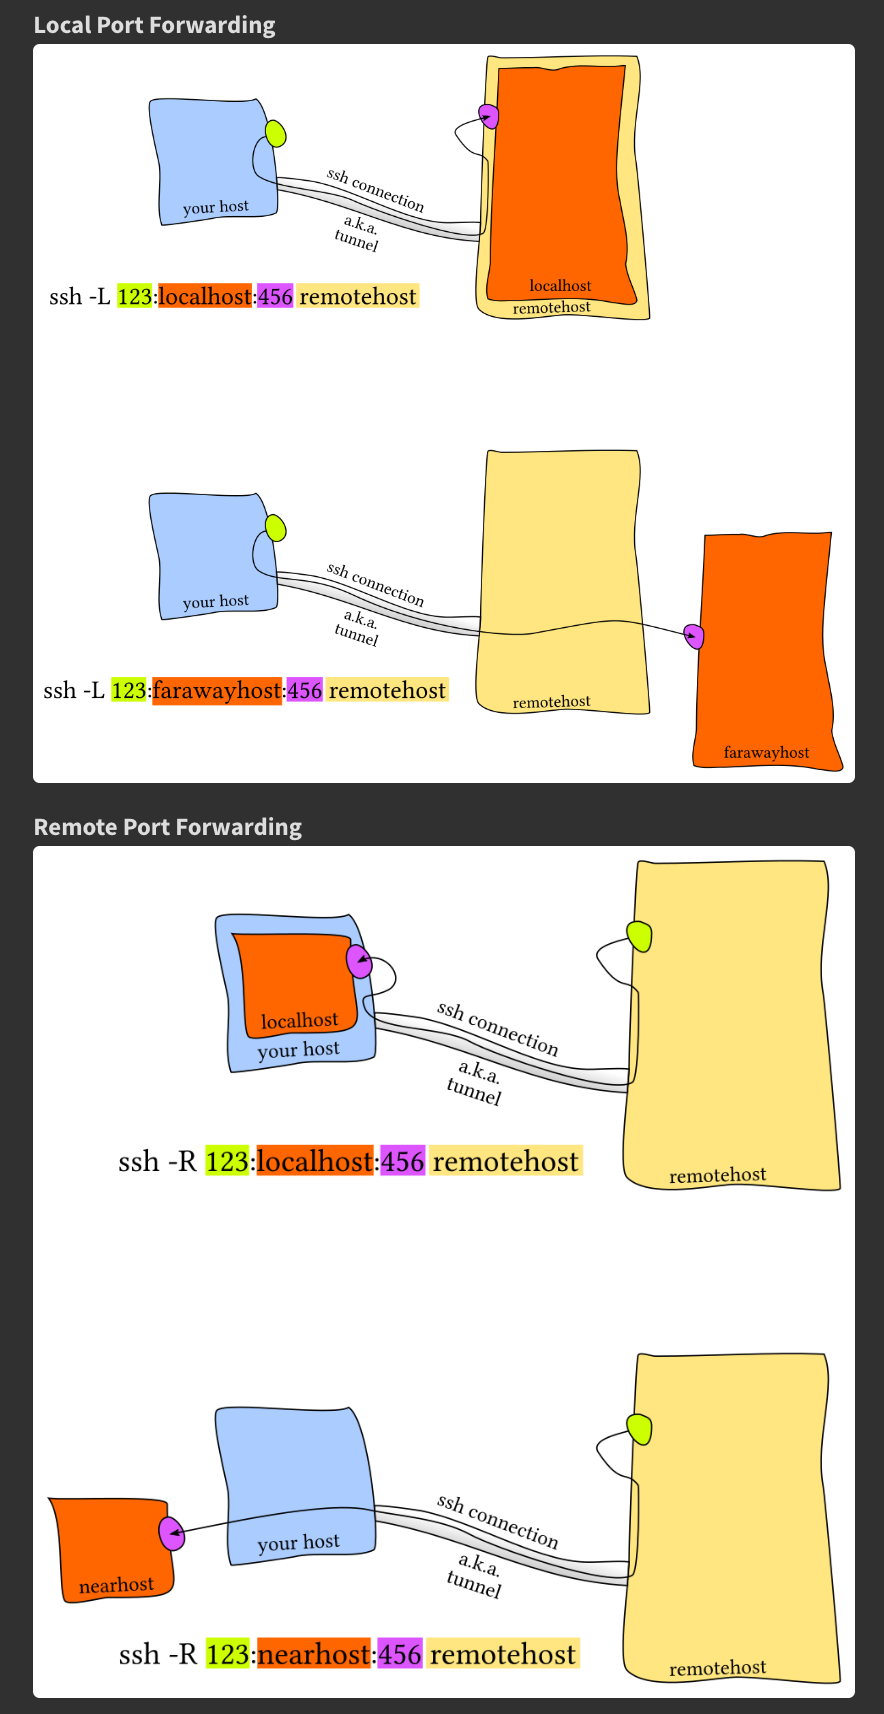 Local Port Forwarding
your host
ssh connection
a.k.a.
tunnel
localhost
remotehost
ssh -L 123:localhost:456 remotehost
your host
ssh connection
a.k.a.
tunnel
remotehost
farawayhost
ssh -L 123:farawayhost:456 remotehost
Remote Port Forwarding
localhost
your host
ssh connection
a.k.a.
tunnel
remotehost
ssh -R 123:localhost:456 remotehost
nearhost
your host
ssh connection
a.k.a.
tunnel
remotehost
ssh -R 123:nearhost:456 remotehost